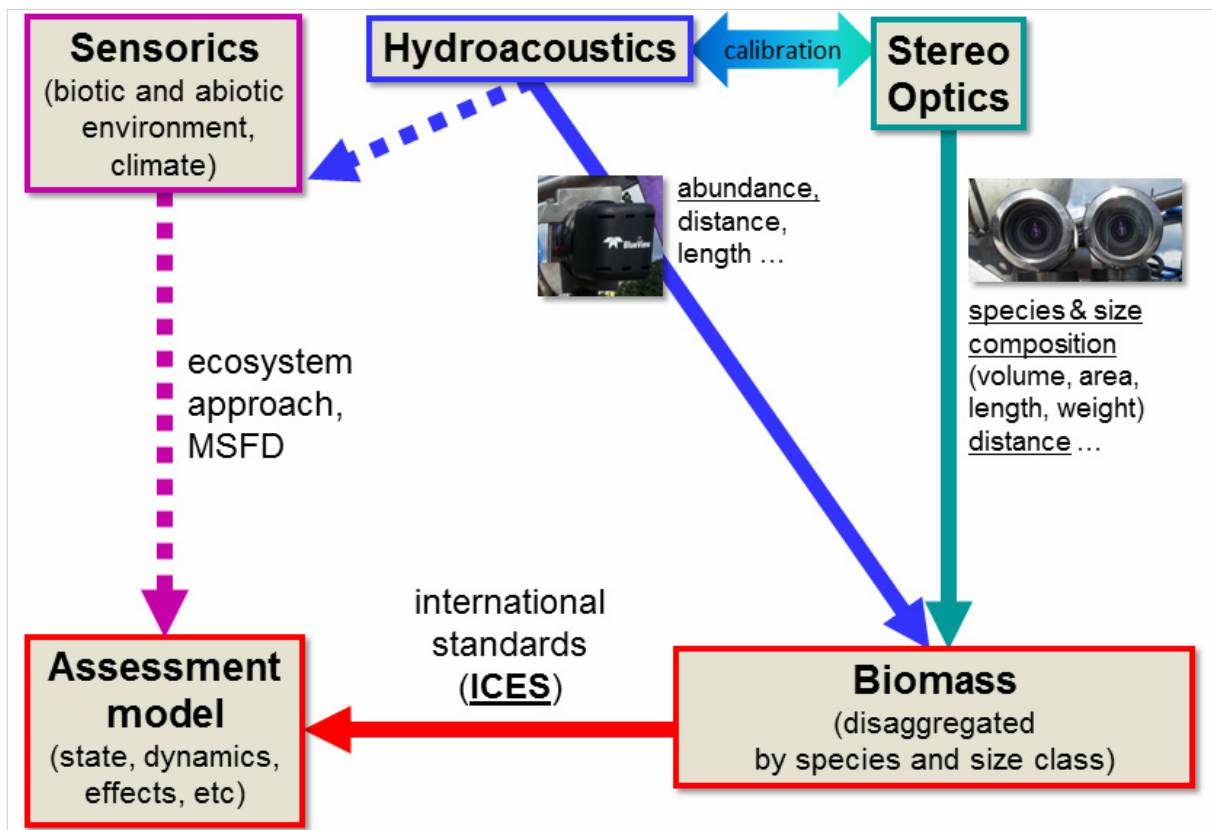 Sensorics
(biotic and abiotic
environment,
climate)
Hydroacoustics
calibration
Stereo
Optics
BlueView
abundance,
distance,
length ...
species & size
composition
(volume, area,
length, weight)
distance ...
ecosystem
approach,
MSFD
international
standards
(ICES)
Assessment
model
(state, dynamics,
effects, etc)
Biomass
(disaggregated
by species and size class)